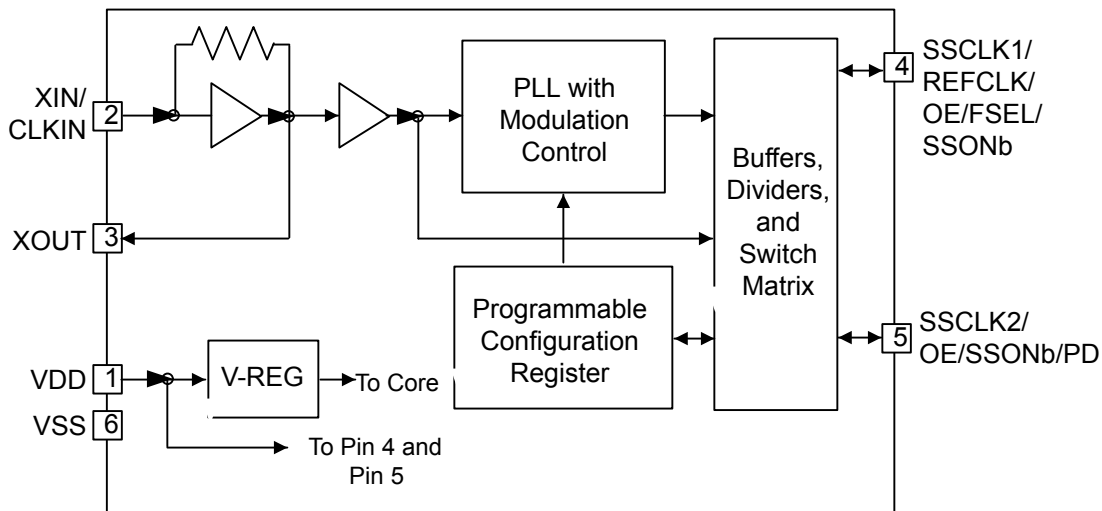 XIN/
CLKIN
2
XOUT
3
VDD
1
VSS
6
V-REG
To Core
To Pin 4 and
Pin 5
PLL with
Modulation
Control
Programmable
Configuration
Register
Buffers,
Dividers,
and
Switch
Matrix
4
SSCLK1/
REFCLK/
OE/FSEL/
SSONb
5
SSCLK2/
OE/SSONb/PD